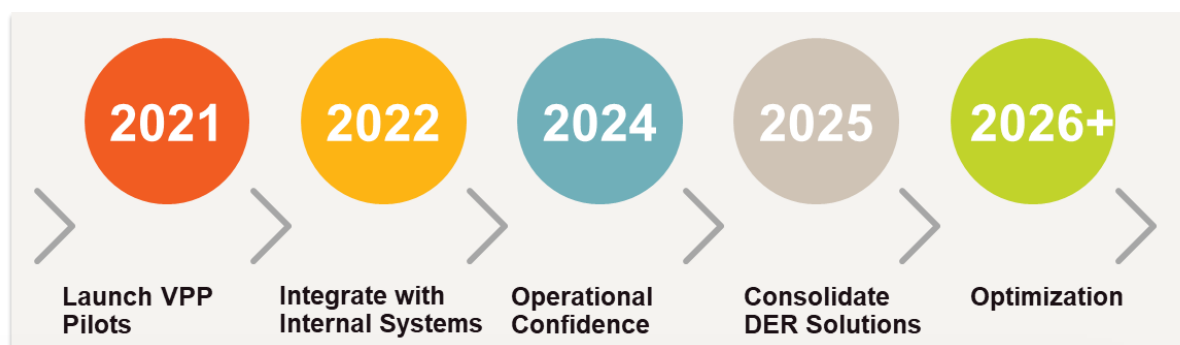 2021
2022
2024
2025
2026+
Launch VPP
Pilots
Integrate with
Internal Systems
Operational
Confidence
Consolidate
DER Solutions
Optimization